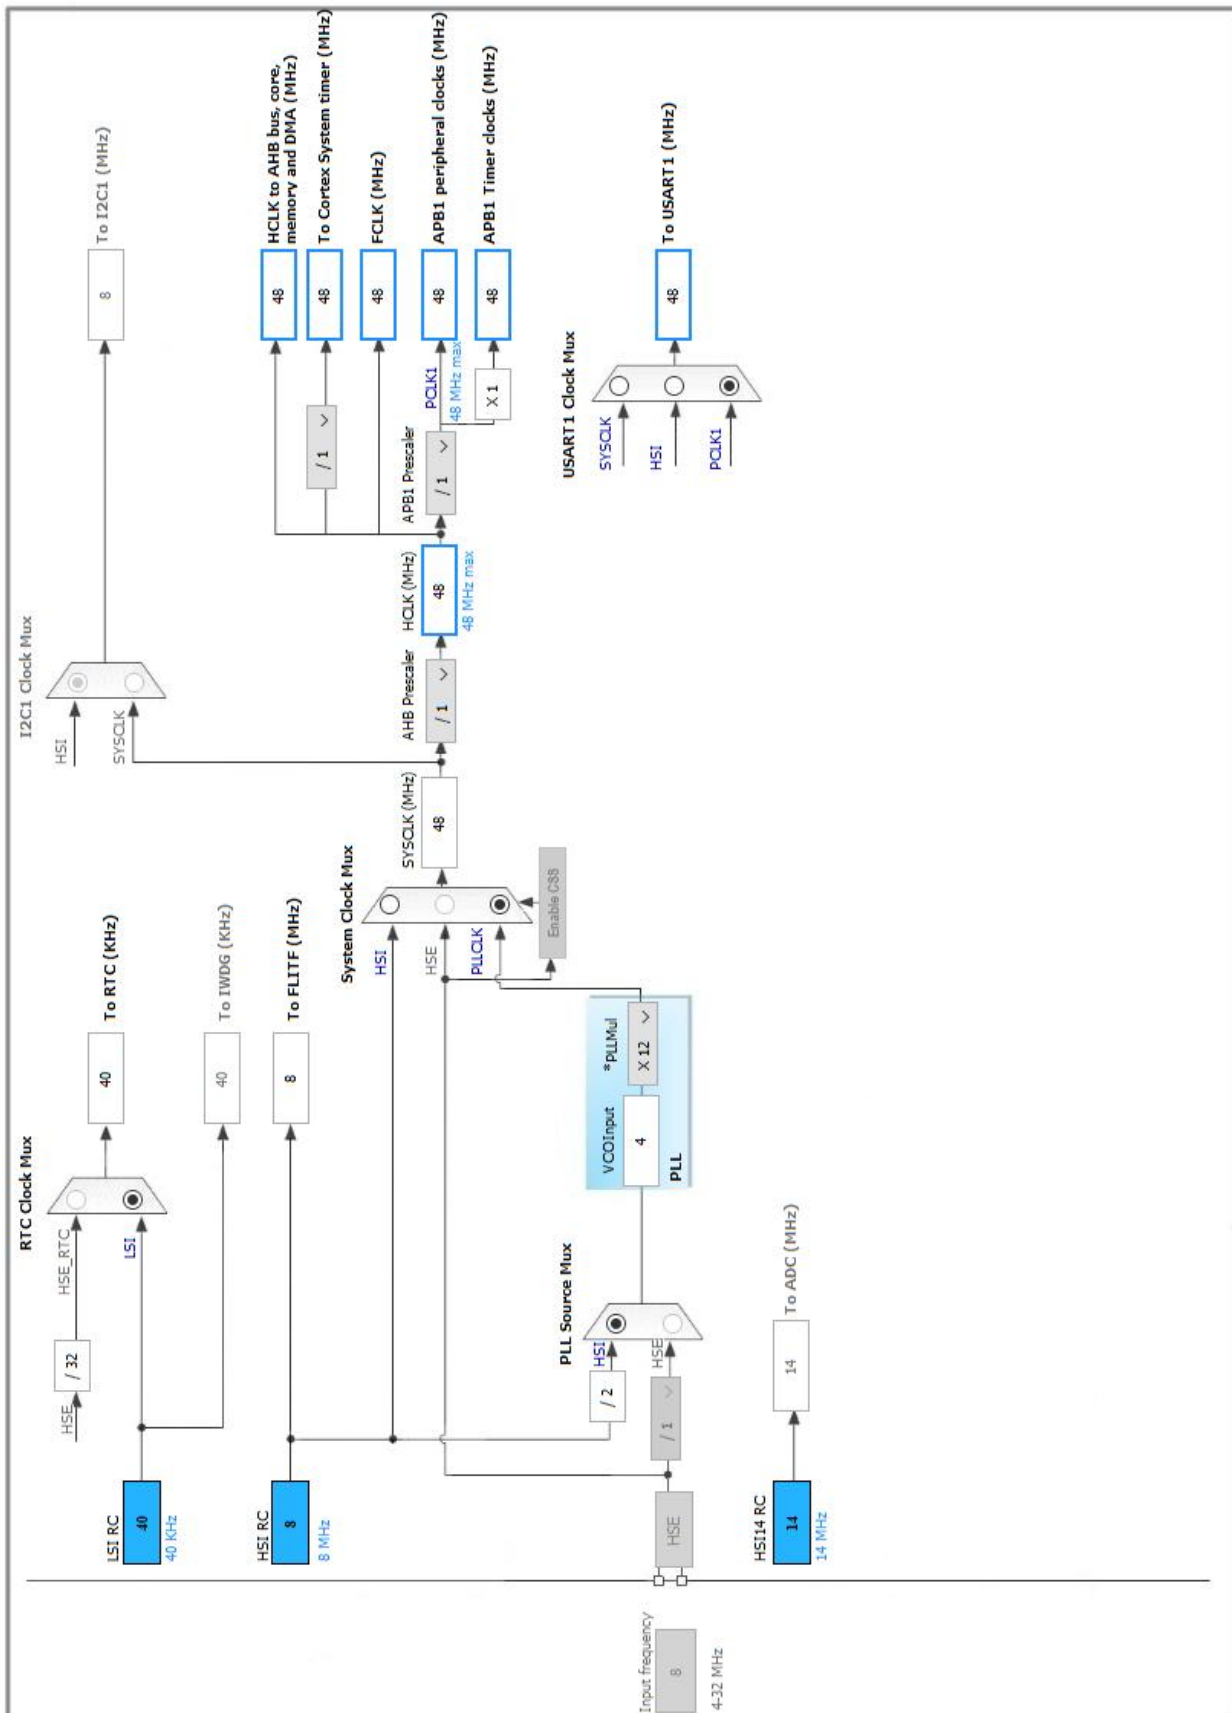 RTC Clock Mux
HSE
/ 32
HSE_RTC
LSI
40
To RTC (KHz)
LSI RC
40
40 KHz
40
To IWDG (KHz)
HSI RC
8
8 MHz
8
To FLITF (MHz)
I2C1 Clock Mux
HSI
SYSCLK
8
To I2C1 (MHz)
System Clock Mux
HSI
HSE
PLLCLK
Enable CSS
SYSCLK (MHz)
48
AHB Prescaler
/ 1
HCLK (MHz)
48
48 MHz max
APB1 Prescaler
/ 1
PCLK1
48 MHz max
X 1
/ 1
48
HCLK to AHB bus, core,
memory and DMA (MHz)
48
To Cortex System timer (MHz)
48
FCLK (MHz)
48
APB1 peripheral clocks (MHz)
48
APB1 Timer clocks (MHz)
PLL Source Mux
/ 2
HSI
HSE
/ 1
VCOInput
4
*PLLMul
X 12
PLL
Input frequency
8
4-32 MHz
HSE
HSI14 RC
14
14 MHz
14
To ADC (MHz)
USART1 Clock Mux
SYSCLK
HSI
PCLK1
48
To USART1 (MHz)